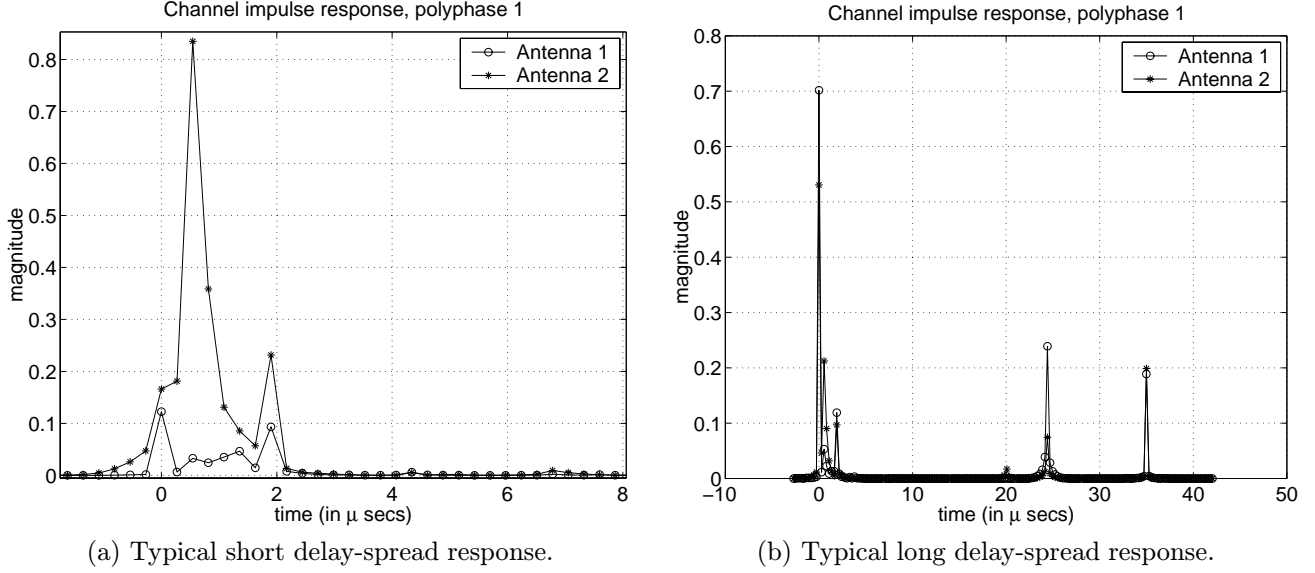 Channel impulse response, polyphase 1
Antenna 1
Antenna 2
magnitude
0.8
0.7
0.6
0.5
0.4
0.3
0.2
0.1
0
0 2 4 6 8
time (in μ secs)
(a) Typical short delay-spread response.
Channel impulse response, polyphase 1
Antenna 1
Antenna 2
magnitude
0.8
0.7
0.6
0.5
0.4
0.3
0.2
0.1
0
−10 0 10 20 30 40 50
time (in μ secs)
(b) Typical long delay-spread response.